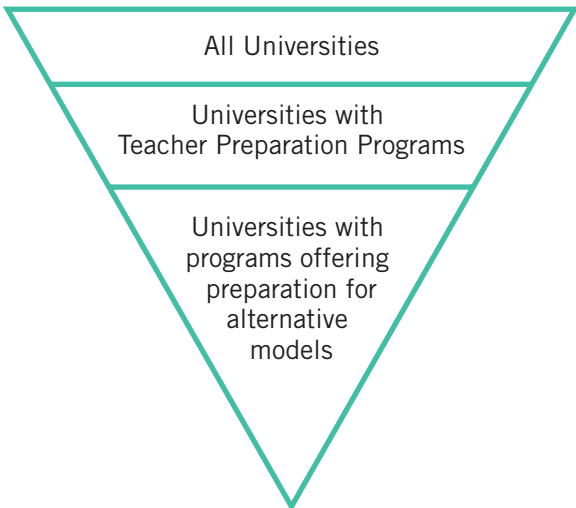 All Universities
Universities with
Teacher Preparation Programs
Universities with
programs offering
preparation for
alternative
models